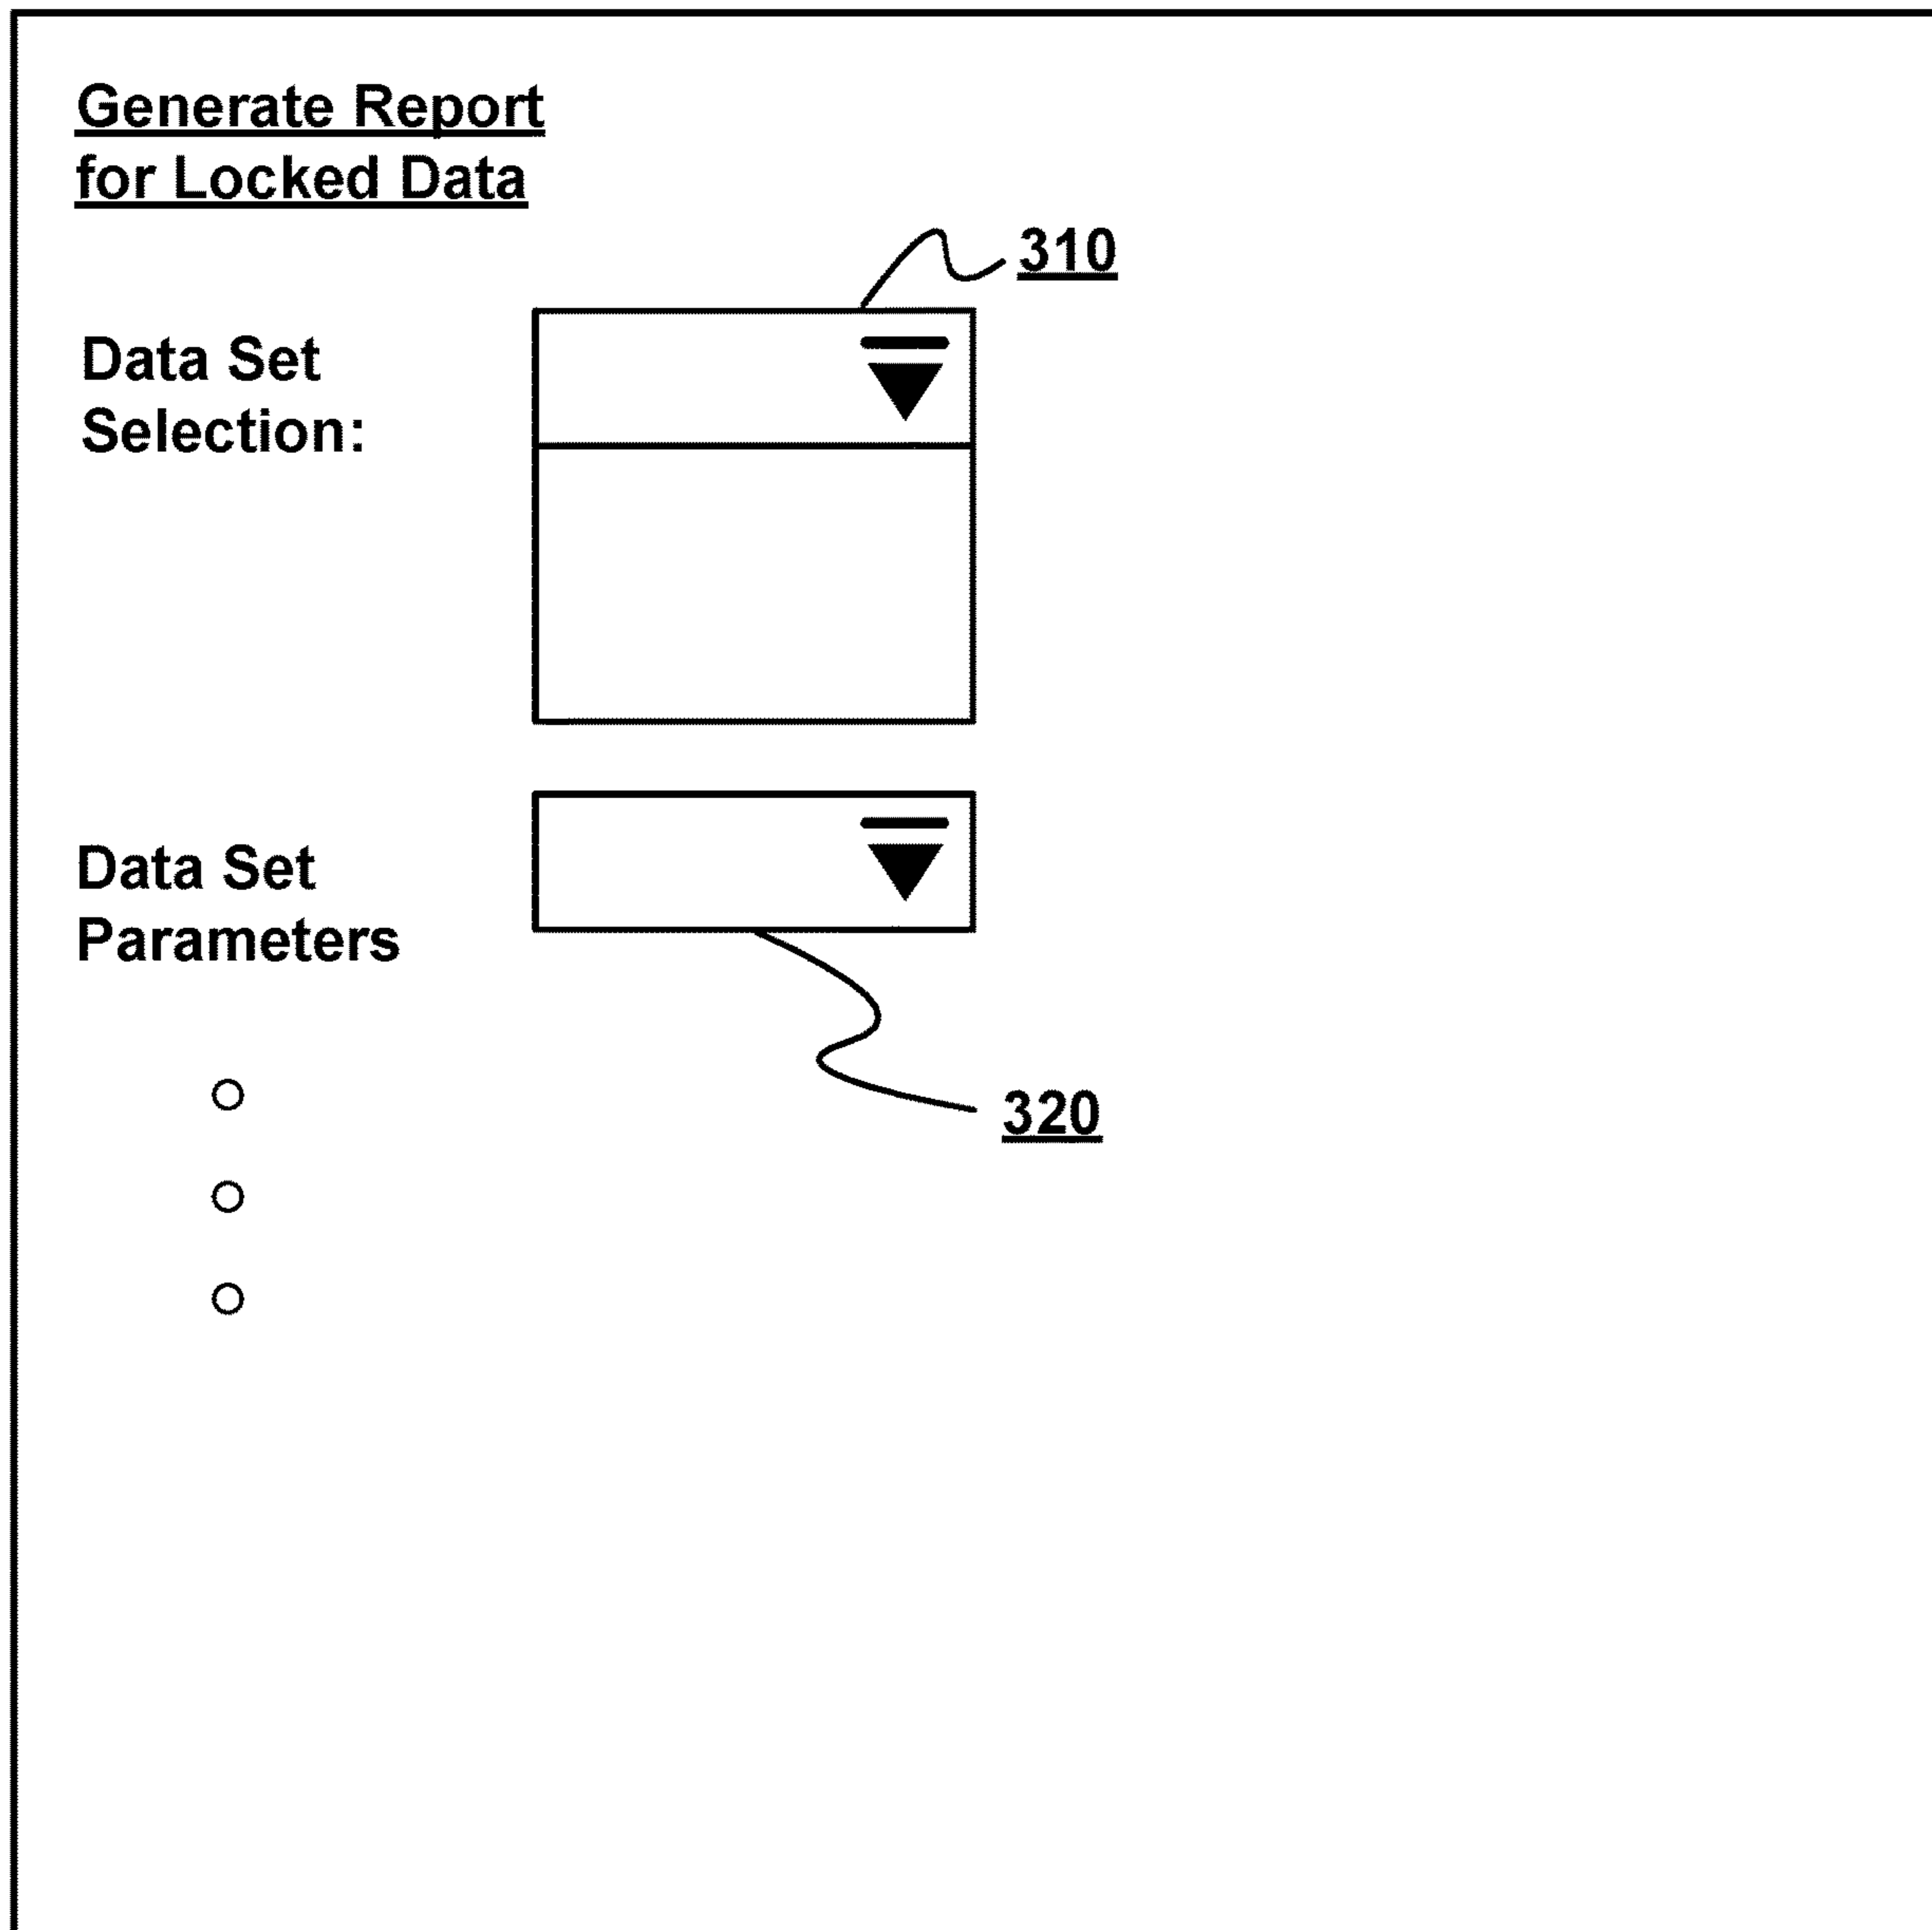 Generate Report
for Locked Data
310
Data Set
Selection:
Data Set
Parameters
320